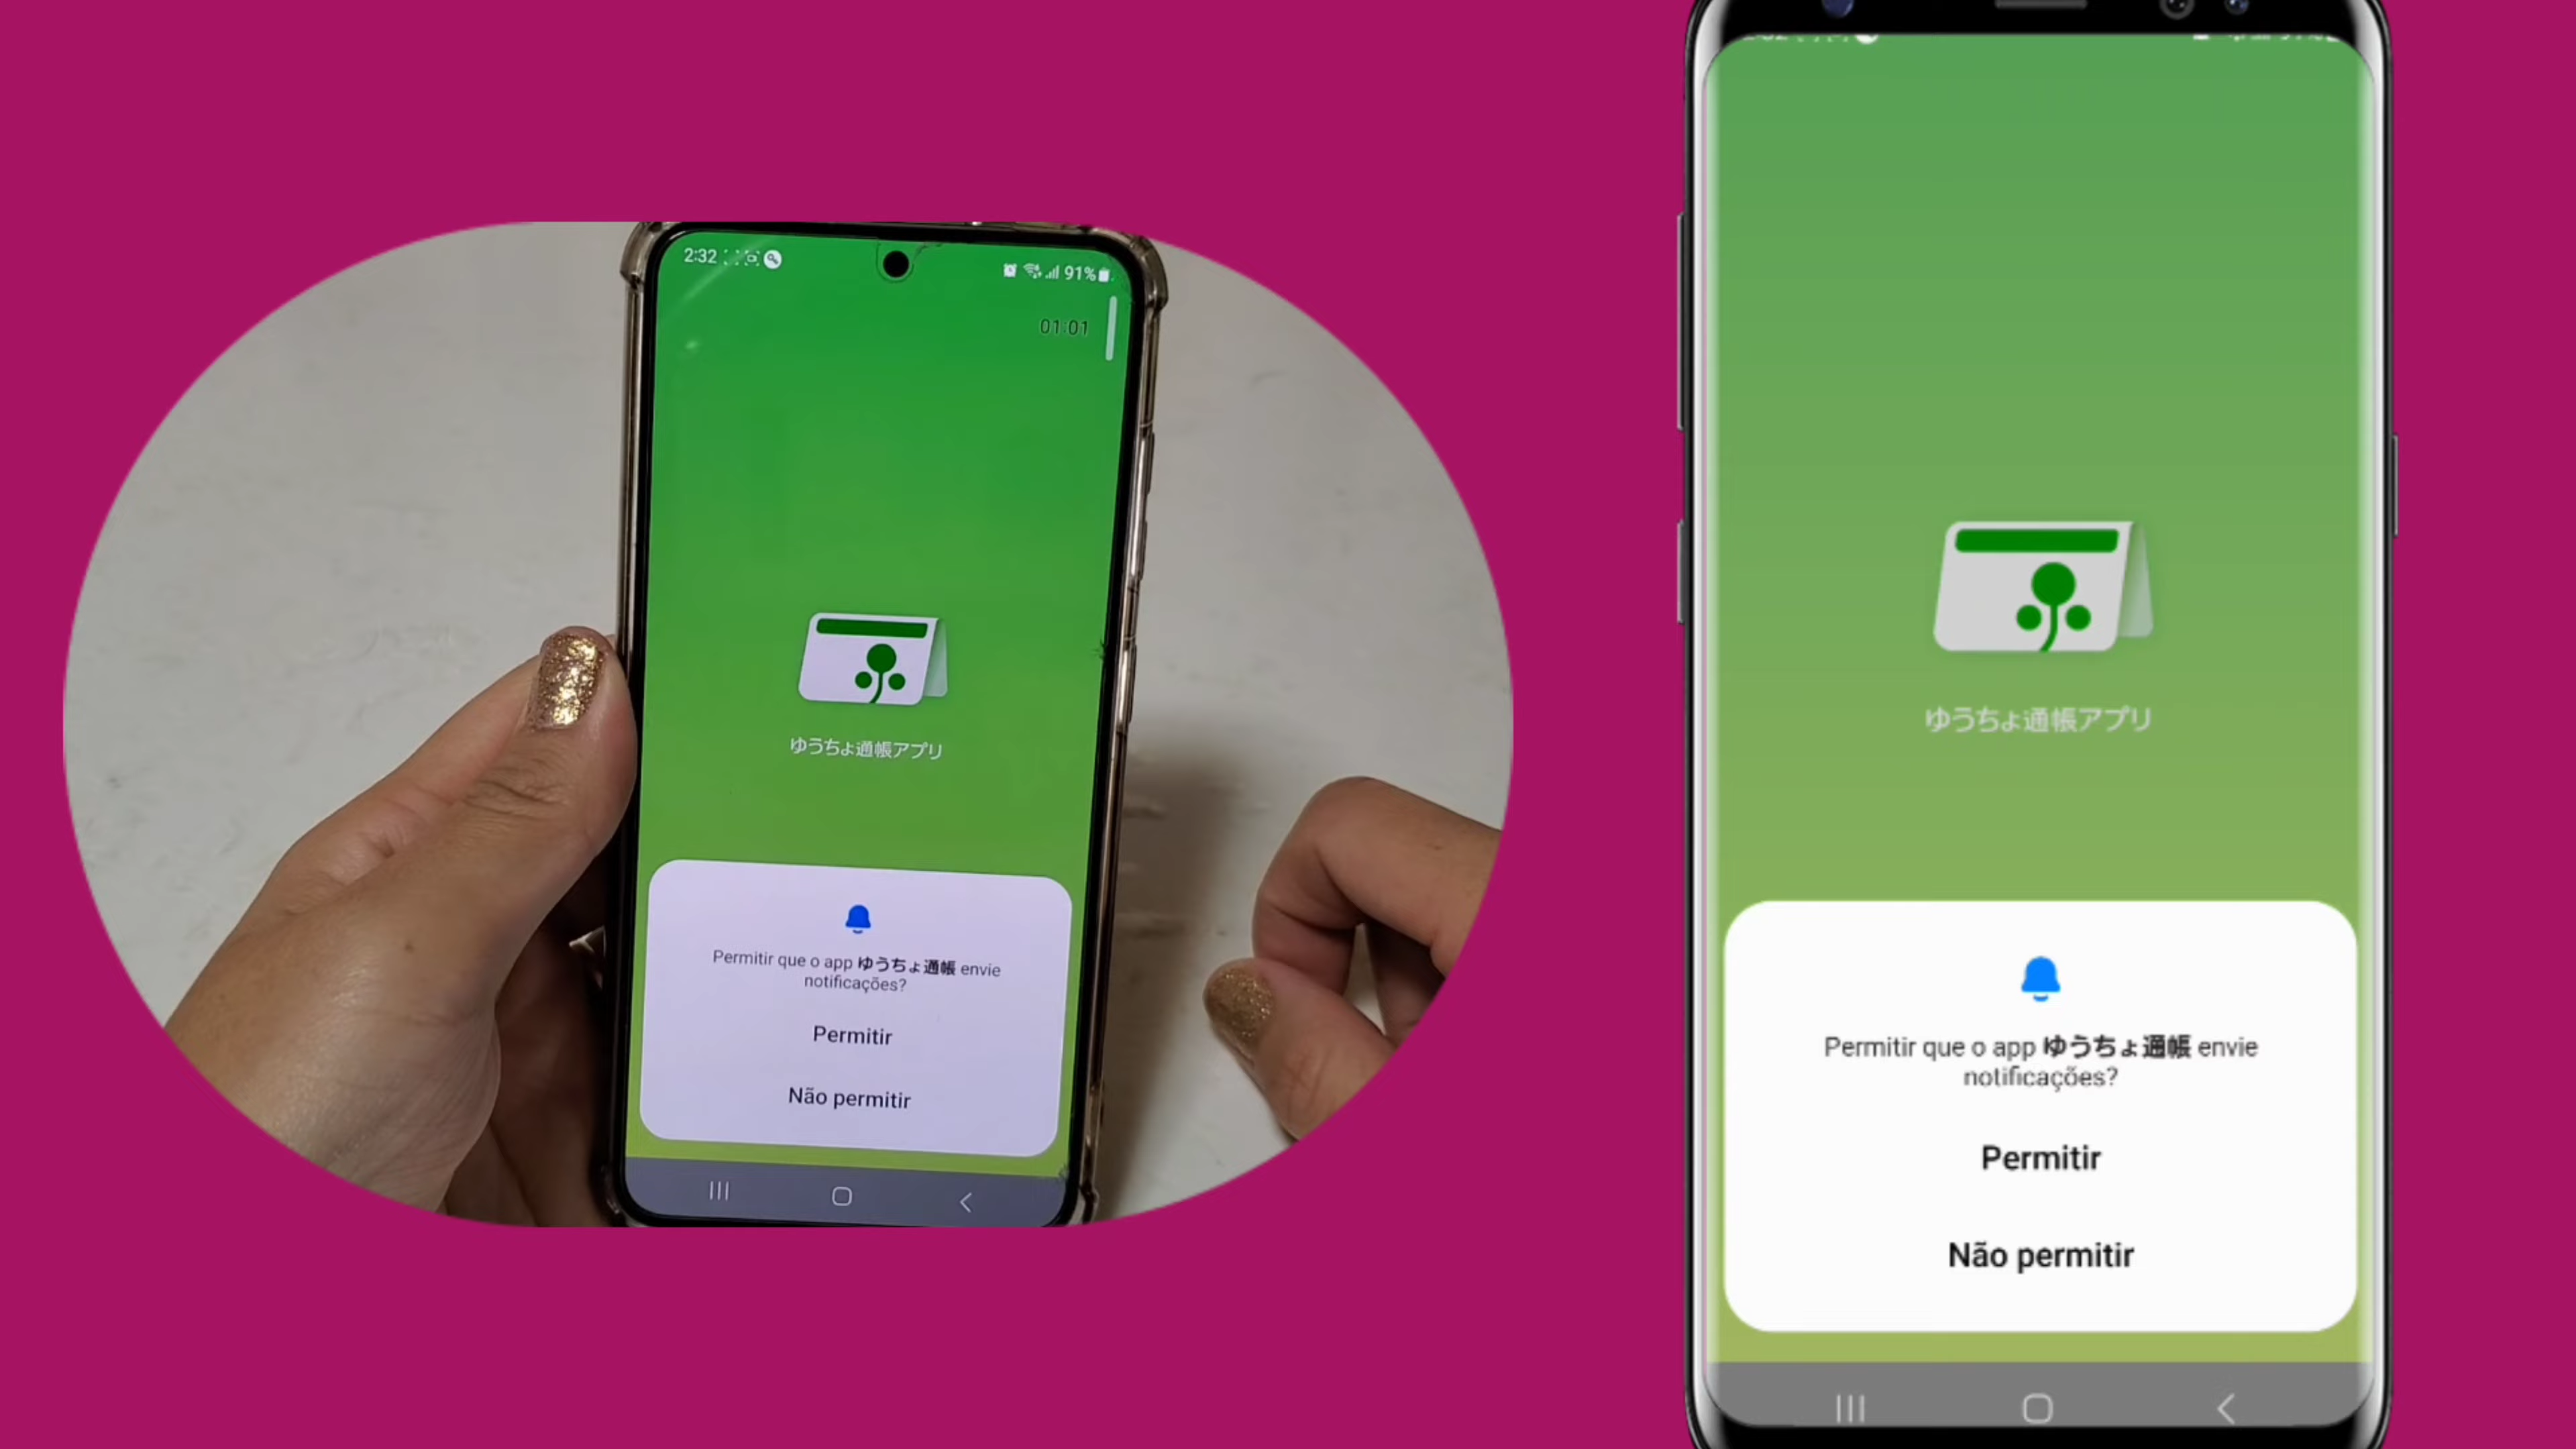 2:32
91%
01:01
ゆうちょ通帳アプリ
Permitir que o app ゆうちょ通帳 envie
notificações?
Permitir
Não permitir
ゆうちょ通帳アプリ
Permitir que o app ゆうちょ通帳 envie
notificações?
Permitir
Não permitir